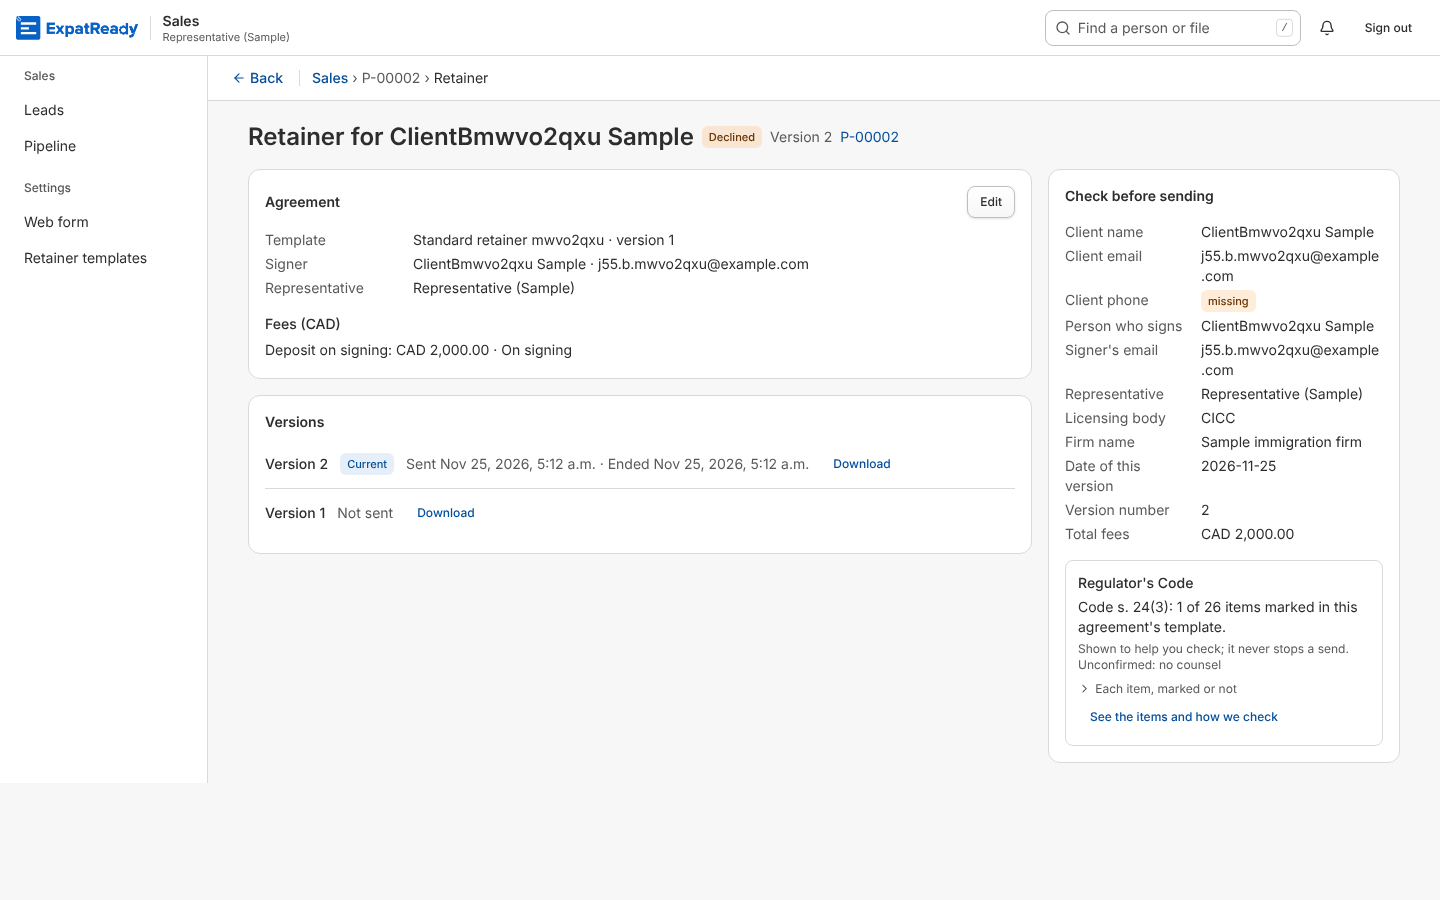 ExpatReady
Sales
Representative (Sample)
Find a person or file
/
Sign out
Sales
Leads
Pipeline
Settings
Web form
Retainer templates
← Back
Sales › P-00002 › Retainer
Retainer for ClientBmwvo2qxu Sample Declined Version 2 P-00002
Agreement
Edit
Template Standard retainer mwvo2qxu · version 1
Signer ClientBmwvo2qxu Sample · j55.b.mwvo2qxu@example.com
Representative Representative (Sample)
Fees (CAD)
Deposit on signing: CAD 2,000.00 · On signing
Versions
Version 2 Current Sent Nov 25, 2026, 5:12 a.m. · Ended Nov 25, 2026, 5:12 a.m. Download
Version 1 Not sent Download
Check before sending
Client name ClientBmwvo2qxu Sample
Client email j55.b.mwvo2qxu@example
.com
Client phone missing
Person who signs ClientBmwvo2qxu Sample
Signer's email j55.b.mwvo2qxu@example
.com
Representative Representative (Sample)
Licensing body CICC
Firm name Sample immigration firm
Date of this 2026-11-25
version
Version number 2
Total fees CAD 2,000.00
Regulator's Code
Code s. 24(3): 1 of 26 items marked in this
agreement's template.
Shown to help you check; it never stops a send.
Unconfirmed: no counsel
Each item, marked or not
See the items and how we check